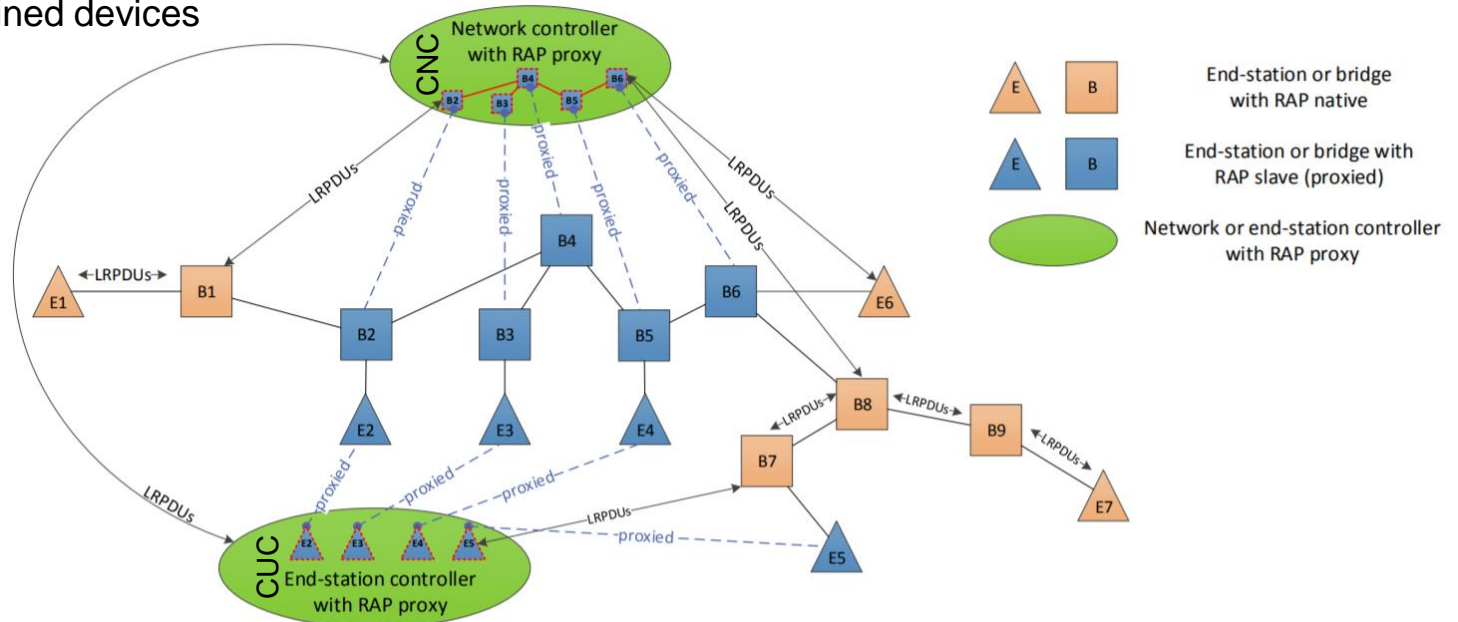 ined devices
CNC
Network controller
with RAP proxy
B4
B6
B2
B3
B5
End-station or bridge
with RAP native
E
B
End-station or bridge with
RAP slave (proxied)
E
B
Network or end-station controller
with RAP proxy
LRPDUs
proxied
proxied
proxied
proxied
proxied
LRPDUs
LRPDUs
E1
LRPDUs
B1
B2
B3
B4
B5
B6
E6
E2
E3
E4
LRPDUs
B8
LRPDUs
B9
LRPDUs
B7
E7
E5
LRPDUs
proxied
proxied
proxied
LRPDUs
proxied
CUC
E2
E3
E4
E5
End-station controller
with RAP proxy